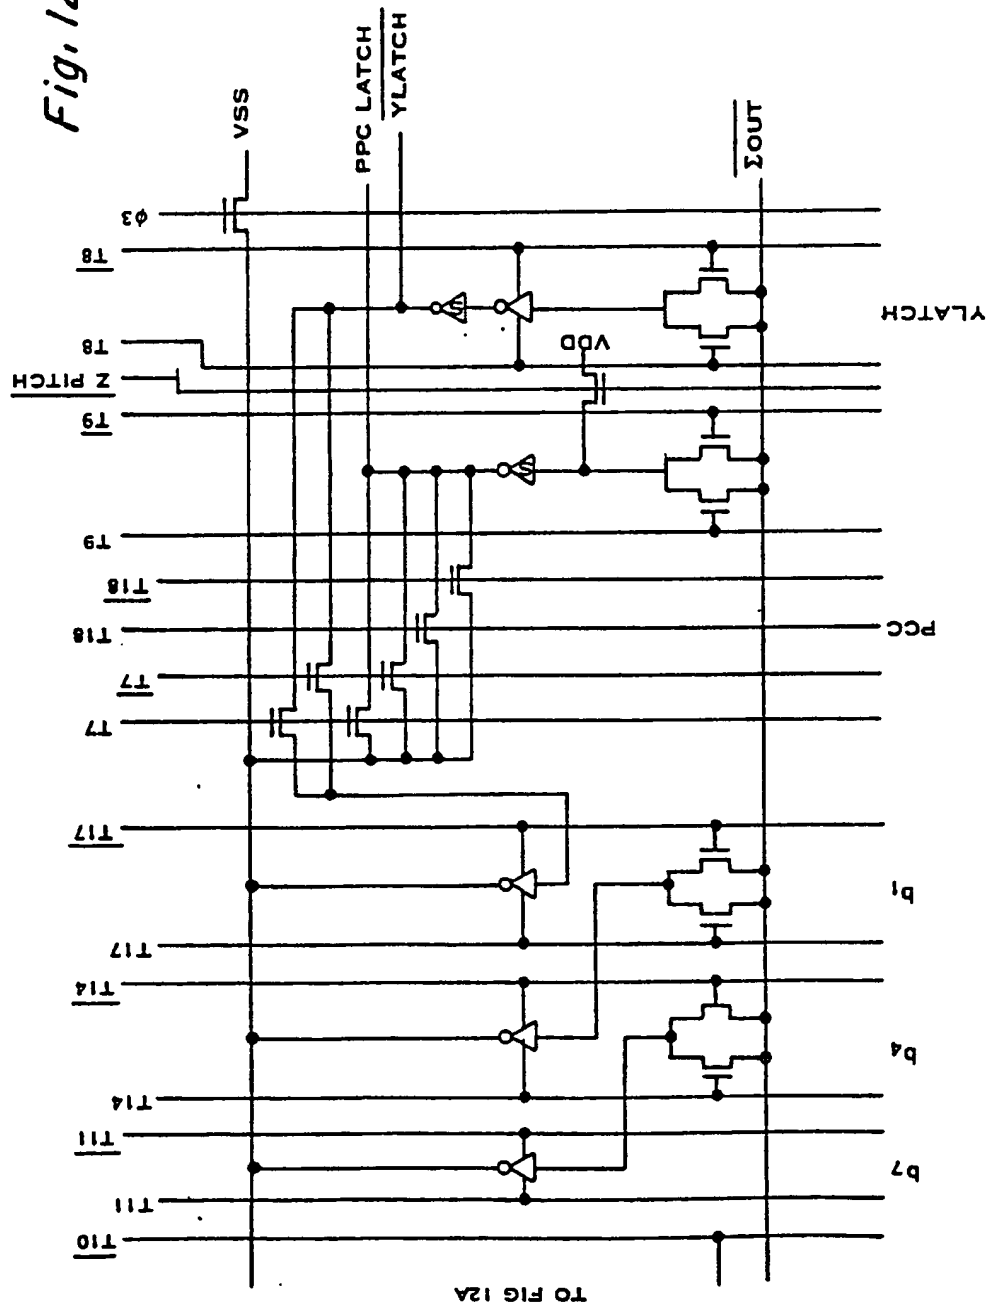 Fig. 12
VSS
PPC LATCH
YLATCH
ΣOUT
φ3
T8
T8
Z PITCH
T9
T9
T18
T18
T7
T7
T17
T17
T14
T14
T11
T11
T10
VDD
S
S
YLATCH
PCC
b1
b4
b7
TO FIG 12A